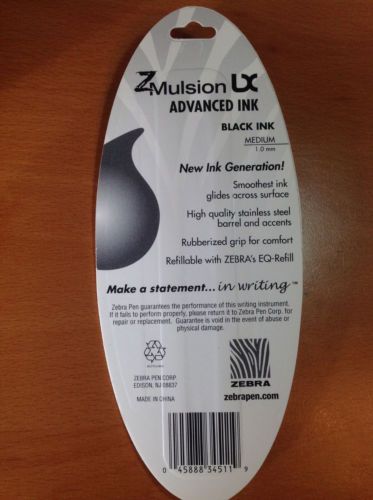 Z Mulsion LX
ADVANCED INK
BLACK INK
MEDIUM
1.0 mm
New Ink Generation!
Smoothest ink
glides across surface
High quality stainless steel
barrel and accents
Rubberized grip for comfort
Refillable with ZEBRA's EQ-Refill
Make a statement... in writing™
Zebra Pen guarantees the performance of this writing instrument.
If it fails to perform properly, please return it to Zebra Pen Corp. for
repair or replacement. Guarantee is void in the event of abuse or
physical damage.
ZEBRA PEN CORP.
EDISON, NJ 08837
MADE IN CHINA
ZEBRA
zebrapen.com
0 45888 34511 9